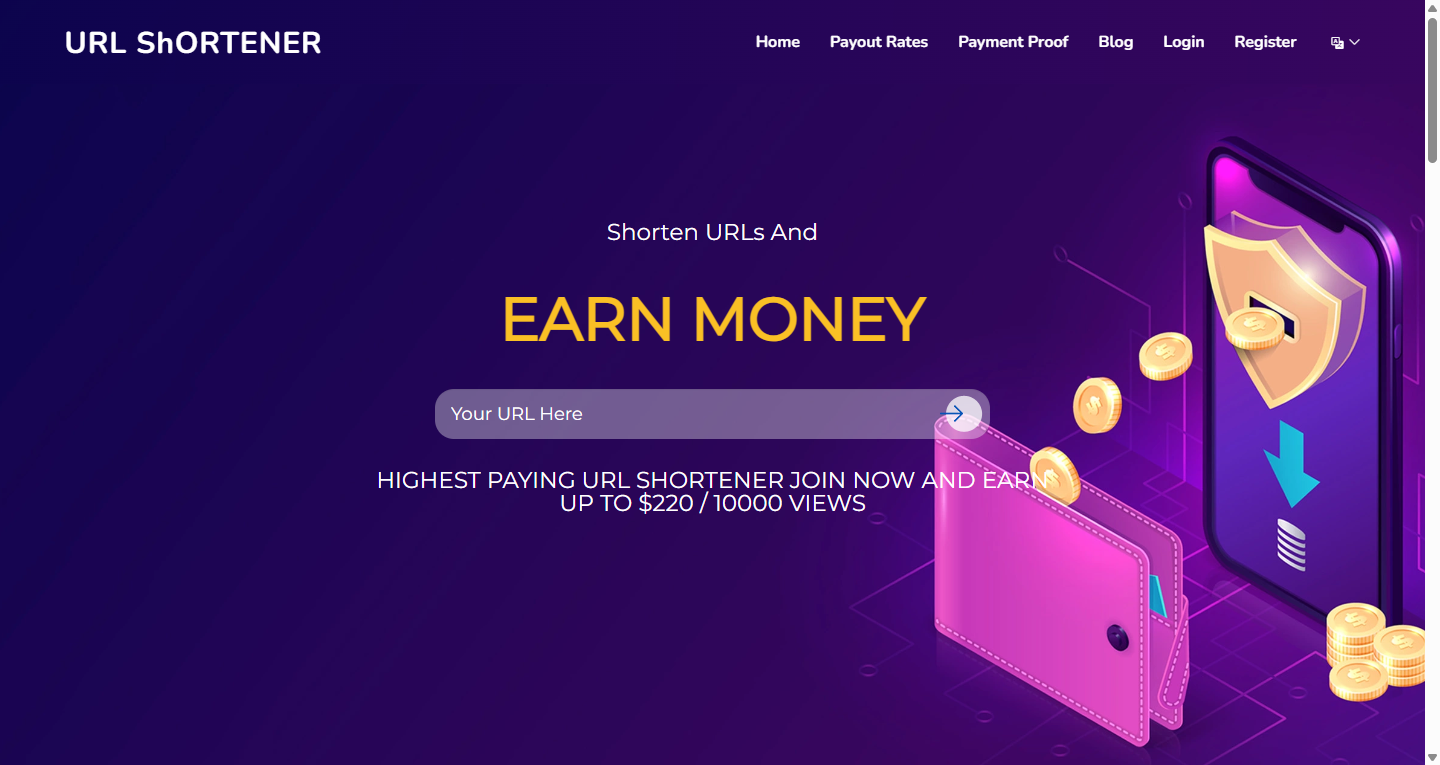 URL ShORTENER
Home Payout Rates Payment Proof Blog Login Register
Shorten URLs And
EARN MONEY
Your URL Here
HIGHEST PAYING URL SHORTENER JOIN NOW AND EARN
UP TO $220 / 10000 VIEWS